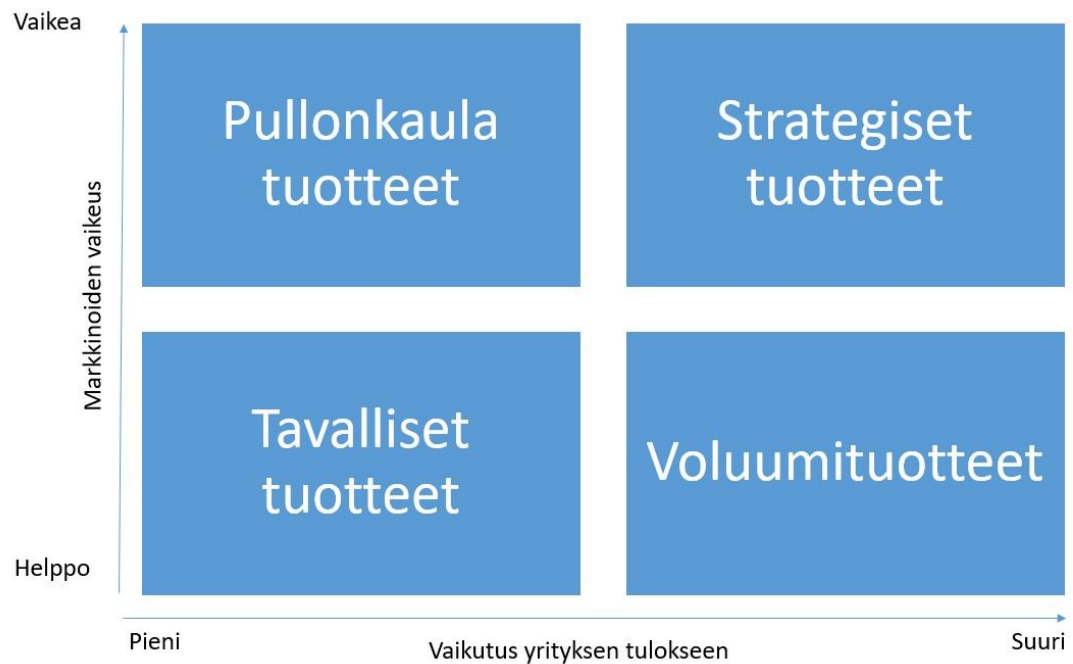 Vaikea
Pullonkaula
tuotteet
Strategiset
tuotteet
Markkinoiden vaikeus
Tavalliset
tuotteet
Voluumituotteet
Helppo
Pieni
Vaikutus yrityksen tulokseen
Suuri